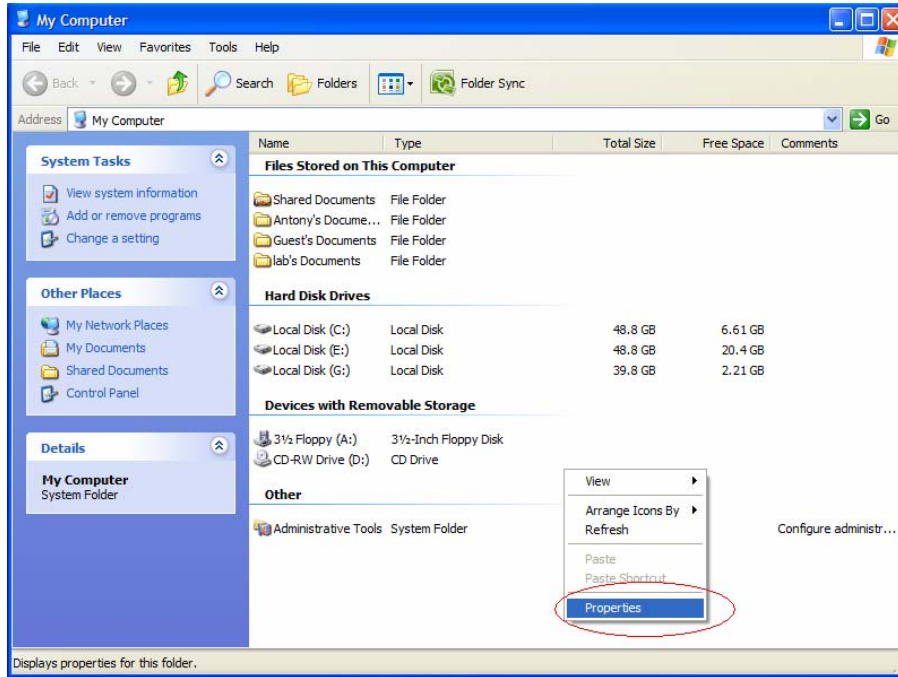 My Computer
File Edit View Favorites Tools Help
Back Search Folders Folder Sync
Address My Computer Go
System Tasks
View system information
Add or remove programs
Change a setting
Other Places
My Network Places
My Documents
Shared Documents
Control Panel
Details
My Computer
System Folder
Name Type Total Size Free Space Comments
Files Stored on This Computer
Shared Documents File Folder
Antony's Docume... File Folder
Guest's Documents File Folder
lab's Documents File Folder
Hard Disk Drives
Local Disk (C:) Local Disk 48.8 GB 6.61 GB
Local Disk (E:) Local Disk 48.8 GB 20.4 GB
Local Disk (G:) Local Disk 39.8 GB 2.21 GB
Devices with Removable Storage
3½ Floppy (A:) 3½-Inch Floppy Disk
CD-RW Drive (D:) CD Drive
Other
Administrative Tools System Folder Configure administr...
View
Arrange Icons By
Refresh
Paste
Paste Shortcut
Properties
Displays properties for this folder.